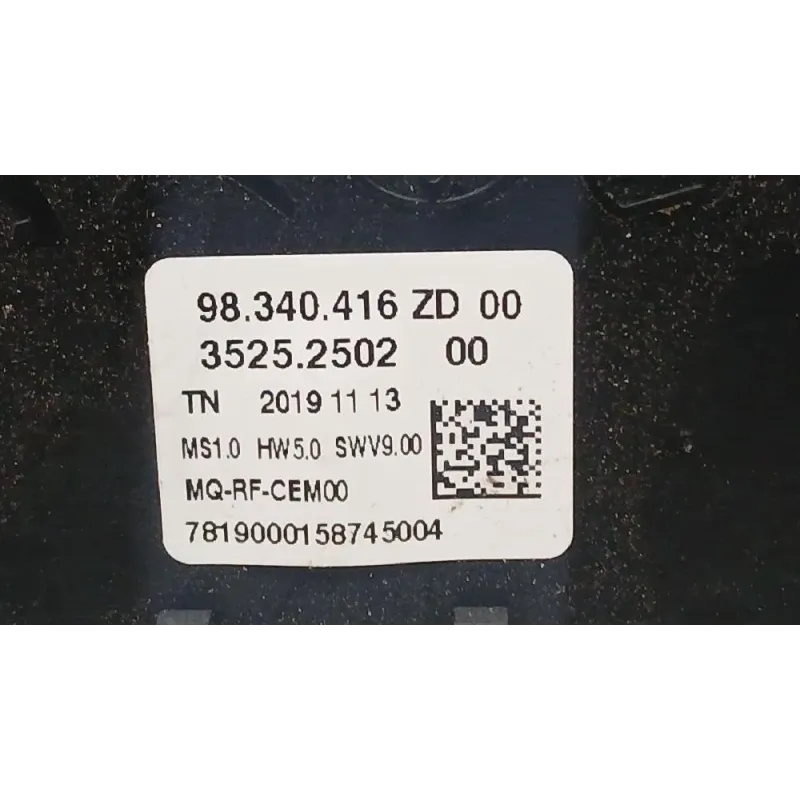 98.340.416 ZD 00
3525.2502 00
TN 2019 11 13
MS1.0 HW5.0 SWV9.00
MQ-RF-CEM00
7819000158745004